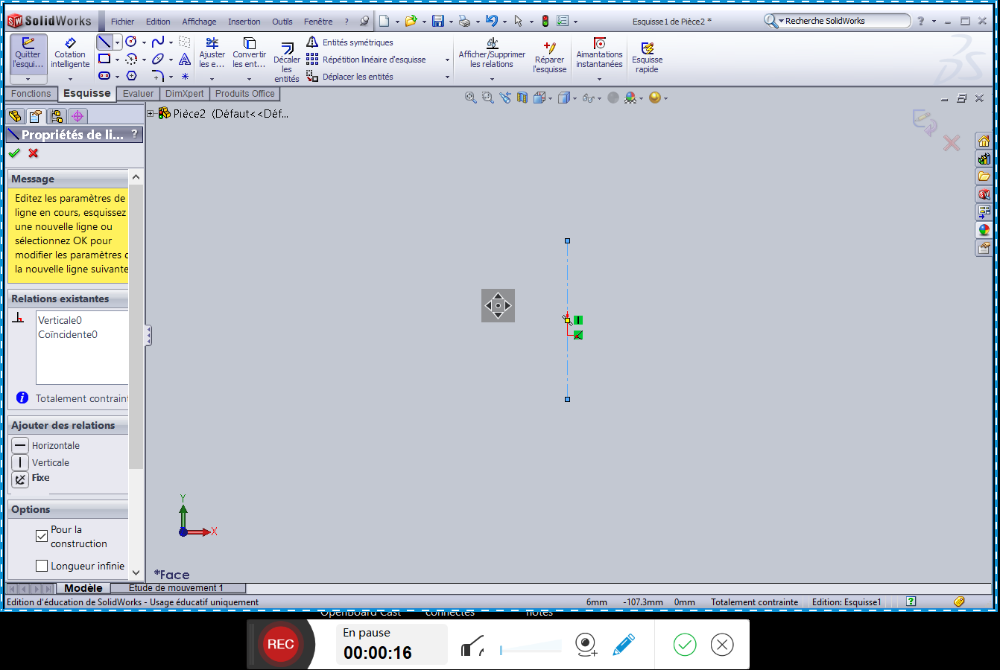 SolidWorks
Fichier Edition Affichage Insertion Outils Fenêtre ?
Esquisse1 de Pièce2 *
Recherche SolidWorks
Quitter l'esqui...
Cotation intelligente
Ajuster les e...
Convertir les ent...
Décaler les entités
Entités symétriques
Répétition linéaire d'esquisse
Déplacer les entités
Afficher/Supprimer les relations
Réparer l'esquisse
Aimantations instantanées
Esquisse rapide
Fonctions Esquisse Evaluer DimXpert Produits Office
Pièce2 (Défaut<<Déf...
Propriétés de li... ?
Message
Editez les paramètres de
ligne en cours, esquissez
une nouvelle ligne ou
sélectionnez OK pour
modifier les paramètres
la nouvelle ligne suivante
Relations existantes
Verticale0
Coïncidente0
Totalement contraint
Ajouter des relations
Horizontale
Verticale
Fixe
Options
Pour la
construction
Longueur infinie
Y
X
*Face
Modèle Etude de mouvement 1
Edition d'éducation de SolidWorks - Usage éducatif uniquement
6mm -107.3mm 0mm Totalement contrainte Edition: Esquisse1
OpenBoard Cast connectés notes
REC
En pause
00:00:16